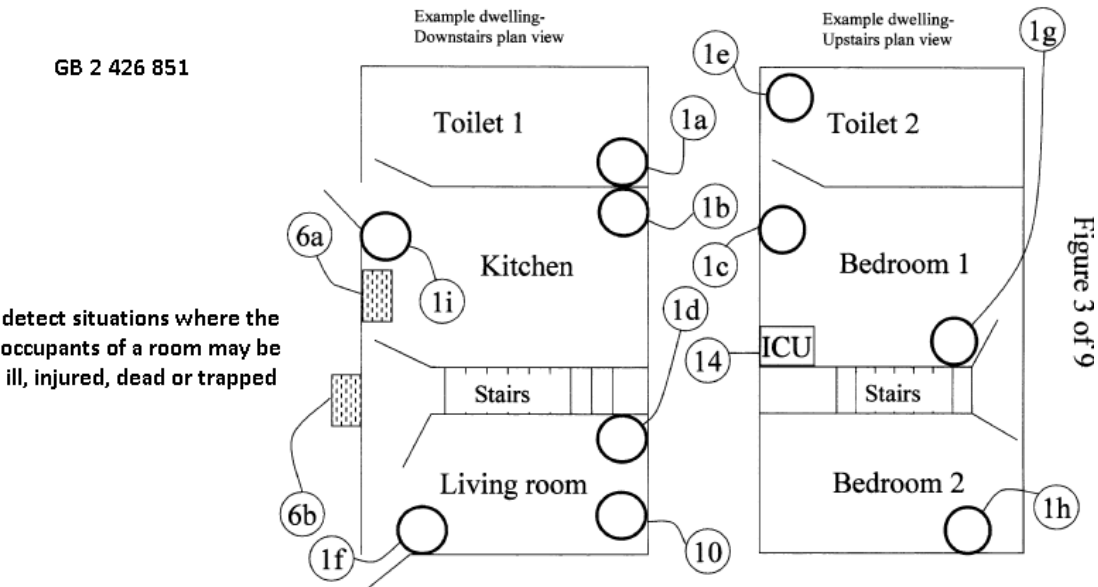 GB 2 426 851
Example dwelling-
Downstairs plan view
Example dwelling-
Upstairs plan view
1g
1e
Toilet 1
1a
Toilet 2
6a
1b
Kitchen
1c
Bedroom 1
1i
1d
detect situations where the
occupants of a room may be
ill, injured, dead or trapped
14
ICU
Stairs
Stairs
Living room
Bedroom 2
6b
1f
10
1h
Figure 3 of 9